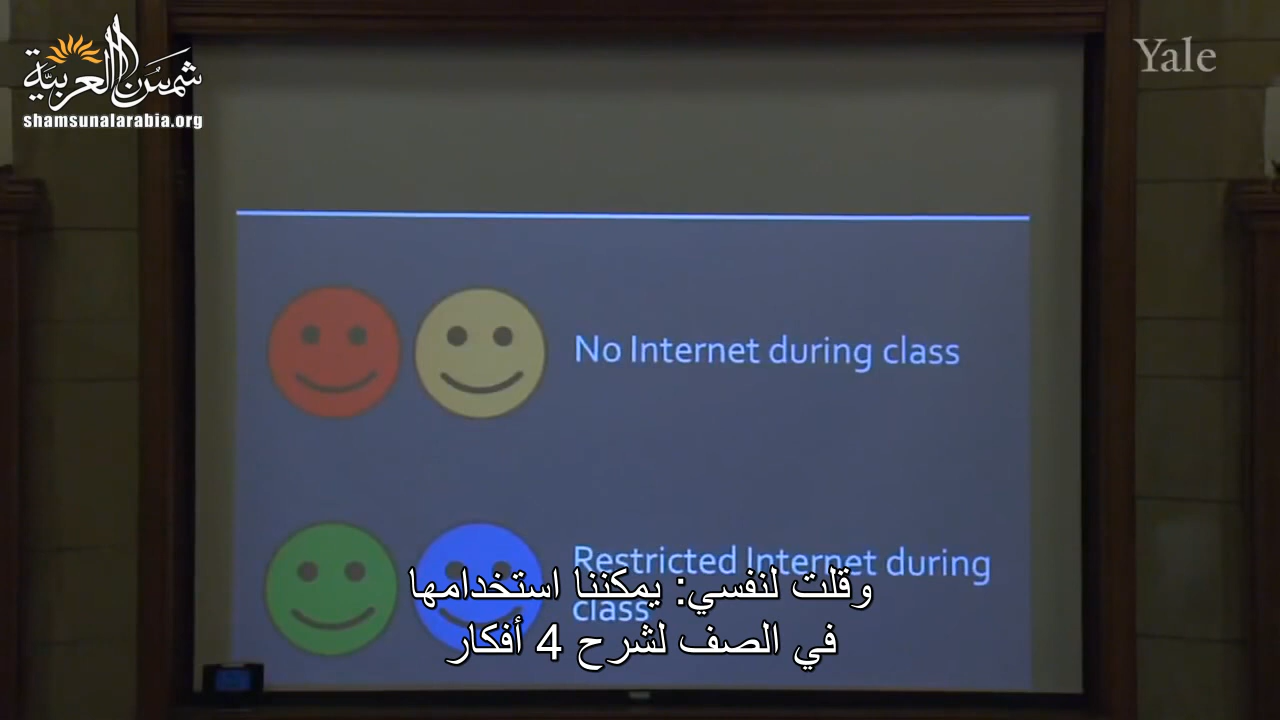 شمس العربية
shamsunalarabia.org
Yale
No Internet during class
Restricted Internet during
class
وقلت لنفسي: يمكننا استخدامها
في الصف لشرح 4 أفكار